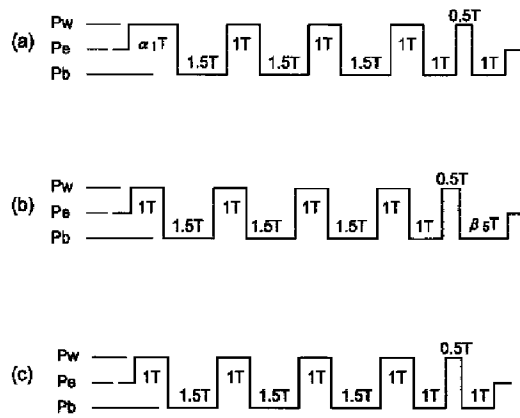 0.5T
(a) Pw
Pe α1T 1T 1T 1T
Pb 1.5T 1.5T 1.5T 1T 1T
0.5T
(b) Pw
Pe 1T 1T 1T 1T
Pb 1.5T 1.5T 1.5T 1T β5T
0.5T
(c) Pw
Pe 1T 1T 1T 1T
Pb 1.5T 1.5T 1.5T 1T 1T